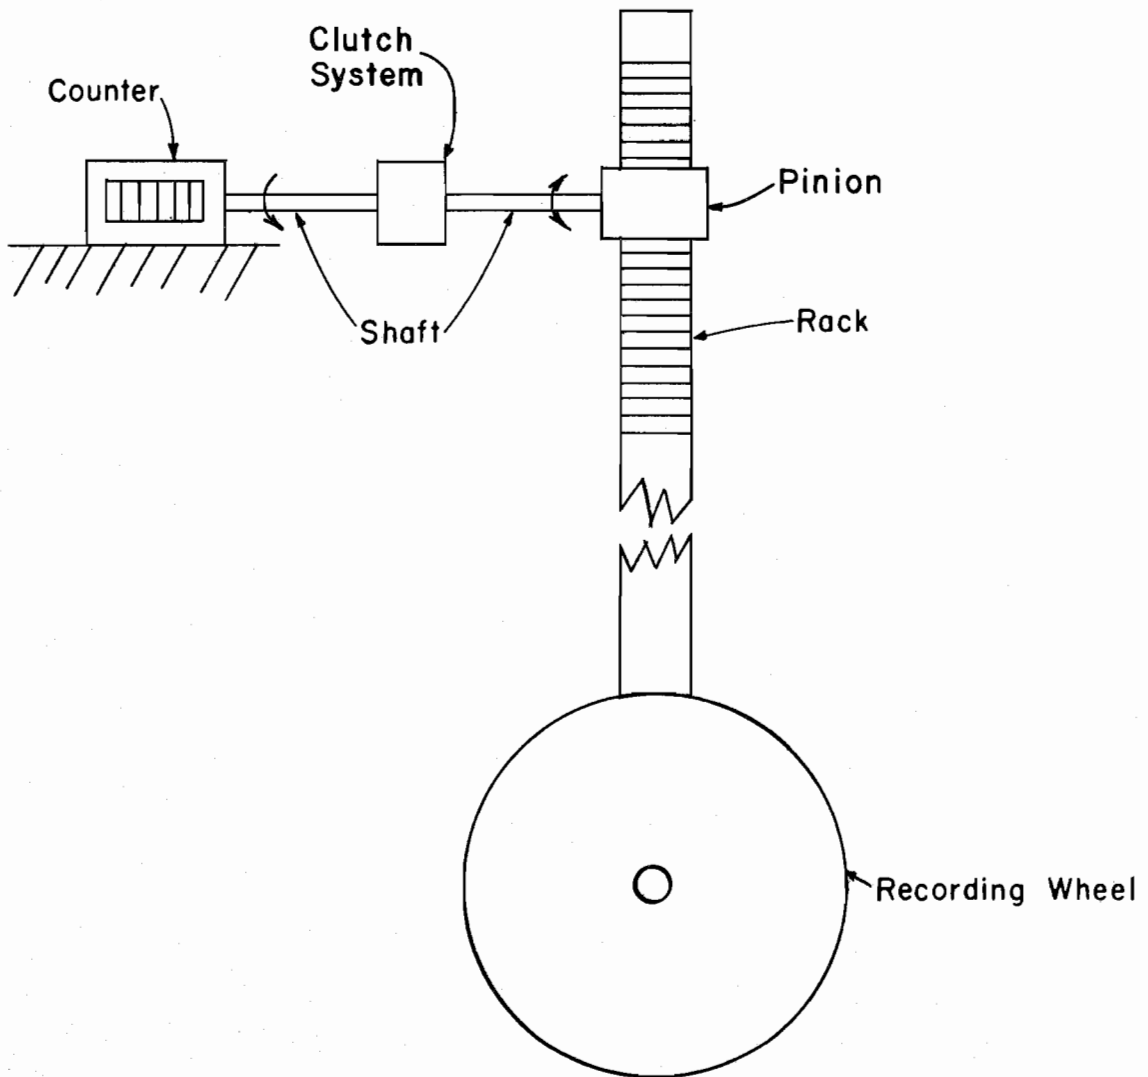 Clutch
System
Counter
Pinion
Shaft
Rack
Recording Wheel